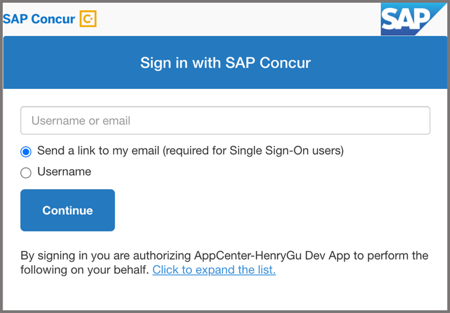 SAP Concur C·
SAP
Sign in with SAP Concur
Username or email
Send a link to my email (required for Single Sign-On users)
Username
Continue
By signing in you are authorizing AppCenter-HenryGu Dev App to perform the
following on your behalf. Click to expand the list.